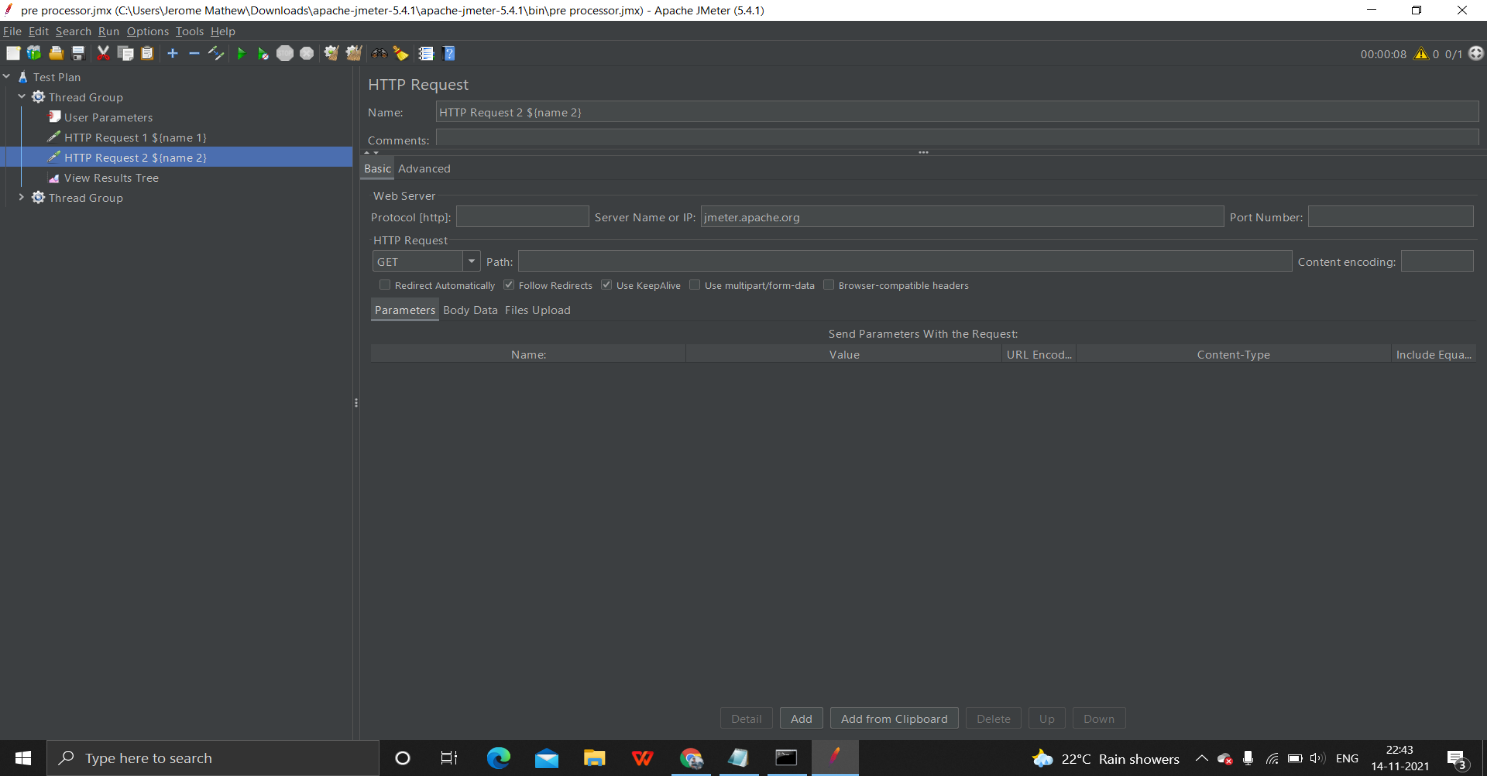 pre processor.jmx (C:\Users\Jerome Mathew\Downloads\apache-jmeter-5.4.1\apache-jmeter-5.4.1\bin\pre processor.jmx) - Apache JMeter (5.4.1)
File Edit Search Run Options Tools Help
00:00:08 0 0/1
Test Plan
Thread Group
User Parameters
HTTP Request 1 ${name 1}
HTTP Request 2 ${name 2}
View Results Tree
Thread Group
HTTP Request
Name: HTTP Request 2 ${name 2}
Comments:
Basic Advanced
Web Server
Protocol [http]: Server Name or IP: jmeter.apache.org Port Number:
HTTP Request
GET Path: Content encoding:
Redirect Automatically Follow Redirects Use KeepAlive Use multipart/form-data Browser-compatible headers
Parameters Body Data Files Upload
Send Parameters With the Request:
Name: Value URL Encod... Content-Type Include Equa...
Detail Add Add from Clipboard Delete Up Down
Type here to search
22°C Rain showers ENG
22:43
14-11-2021
3